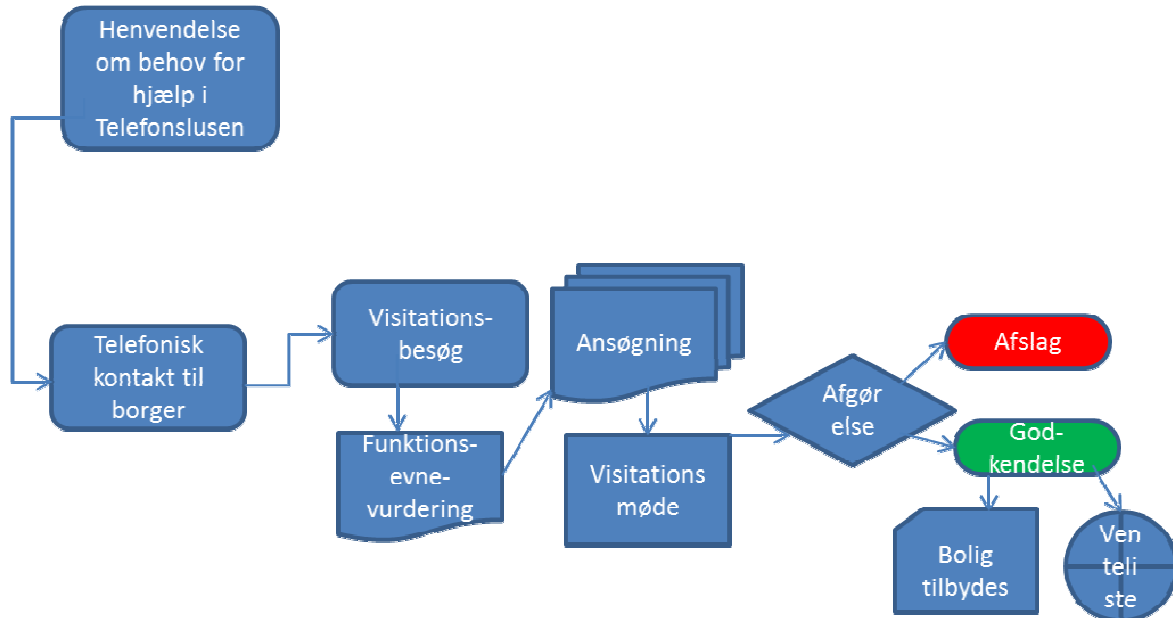 Henvendelse
om behov for
hjælp i
Telefonslusen
Telefonisk
kontakt til
borger
Visitations-
besøg
Funktions-
evne-
vurdering
Ansøgning
Visitations
møde
Afgør
else
Afslag
God-
kendelse
Bolig
tilbydes
Ven
teli
ste